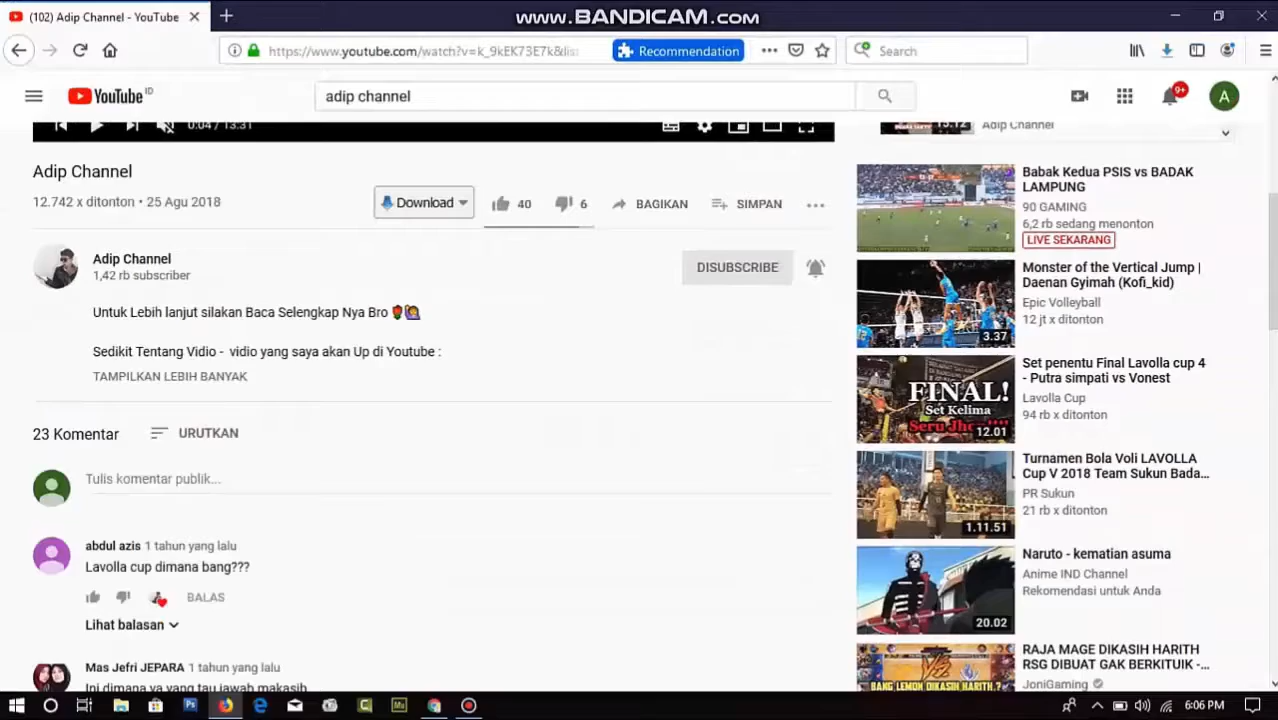 www.BANDICAM.com
(102) Adip Channel - YouTube
https://www.youtube.com/watch?v=k_9kEK73E7k&dis
Recommendation
Search
YouTube ID
adip channel
9+
A
0:04 / 13.31
Adip Channel
12.742 x ditonton • 25 Agu 2018
Download
40
6
BAGIKAN
SIMPAN
Adip Channel
1,42 rb subscriber
DISUBSCRIBE
Untuk Lebih lanjut silakan Baca Selengkap Nya Bro
Sedikit Tentang Vidio - vidio yang saya akan Up di Youtube :
TAMPILKAN LEBIH BANYAK
23 Komentar
URUTKAN
Tulis komentar publik...
abdul azis 1 tahun yang lalu
Lavolla cup dimana bang???
BALAS
Lihat balasan
Mas Jefri JEPARA 1 tahun yang lalu
Ini dimana ya yang tau jawab makasih
13.12
Adip Channel
Babak Kedua PSIS vs BADAK
LAMPUNG
90 GAMING
6,2 rb sedang menonton
LIVE SEKARANG
3.37
Monster of the Vertical Jump |
Daenan Gyimah (Kofi_kid)
Epic Volleyball
12 jt x ditonton
FINAL!
Set Kelima
Seru
12.01
Set penentu Final Lavolla cup 4
- Putra simpati vs Vonest
Lavolla Cup
94 rb x ditonton
1.11.51
Turnamen Bola Voli LAVOLLA
Cup V 2018 Team Sukun Bada...
PR Sukun
21 rb x ditonton
20.02
Naruto - kematian asuma
Anime IND Channel
Rekomendasi untuk Anda
VS
BANG LEMON DIKASIH HARITH ?
RAJA MAGE DIKASIH HARITH
RSG DIBUAT GAK BERKITUIK -...
JoniGaming
Ps
Mu
6:06 PM